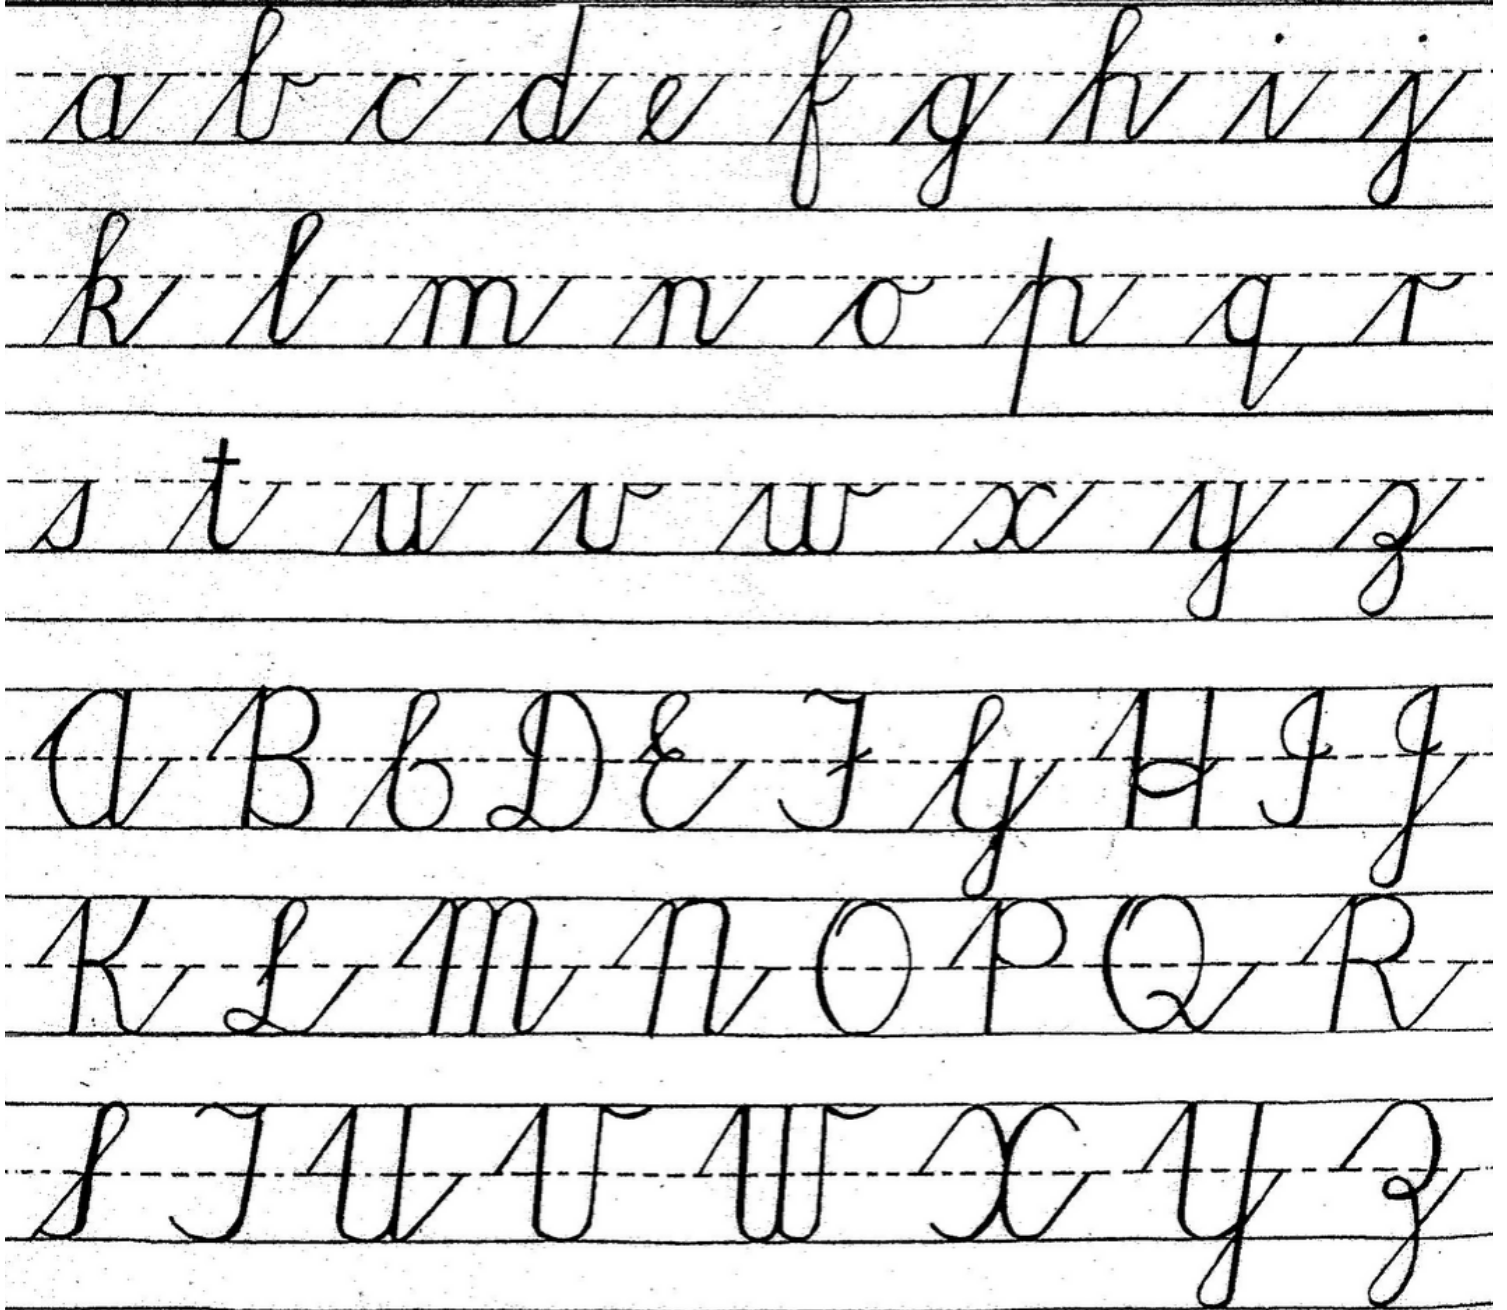 a b c d e f g h i j
k l m n o p q r
s t u v w x y z
A B C D E F G H I J
K L M N O P Q R
S T U V W X Y Z